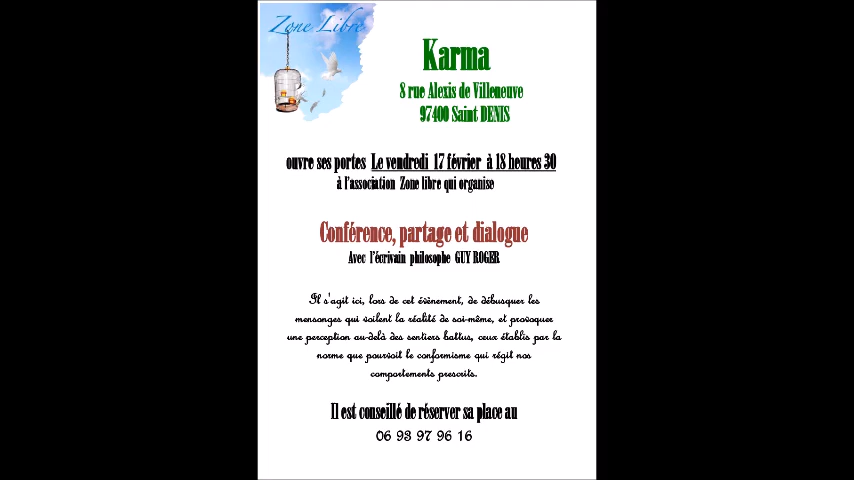 Zone Libre
Karma
8 rue Alexis de Villeneuve
97400 Saint DENIS
ouvre ses portes Le vendredi 17 février à 18 heures 30
à l'association Zone libre qui organise
Conférence, partage et dialogue
Avec l'écrivain philosophe GUY ROGER
Il s'agit ici, lors de cet évènement, de débusquer les
mensonges qui voilent la réalité de soi-même, et provoquer
une perception au-delà des sentiers battus, ceux établis par la
norme que pourvoit le conformisme qui régit nos
comportements prescrits.
Il est conseillé de réserver sa place au
06 93 97 96 16